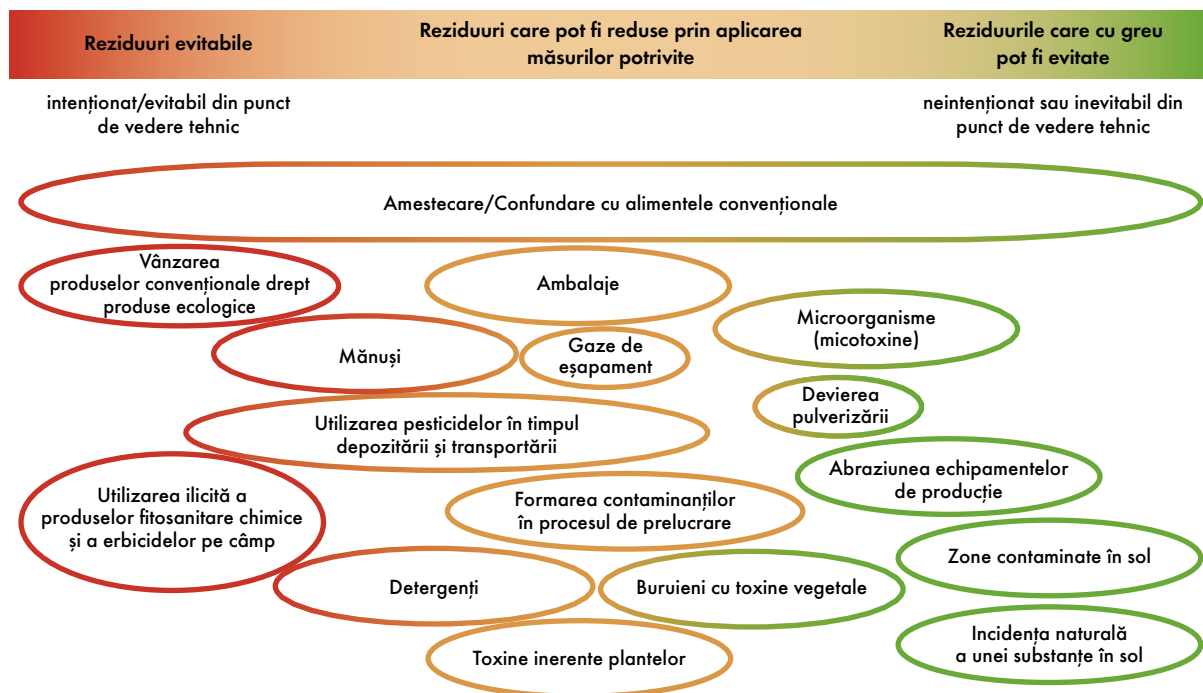 Reziduuri evitabile
Reziduuri care pot fi reduse prin aplicarea
măsurilor potrivite
Reziduurile care cu greu
pot fi evitate
intenționat/evitabil din punct
de vedere tehnic
neintenționat sau inevitabil din
punct de vedere tehnic
Amestecare/Confundare cu alimentele convenționale
Vânzarea
produselor convenționale drept
produse ecologice
Ambalaje
Microorganisme
(micotoxine)
Mănuși
Gaze de
eșapament
Devierea
pulverizării
Utilizarea pesticidelor în timpul
depozitării și transportării
Abraziunea echipamentelor
de producție
Utilizarea ilicită a
produselor fitosanitare chimice
și a erbicidelor pe câmp
Formarea contaminanților
în procesul de prelucrare
Zone contaminate în sol
Detergenți
Buruieni cu toxine vegetale
Toxine inerente plantelor
Incidența naturală
a unei substanțe în sol